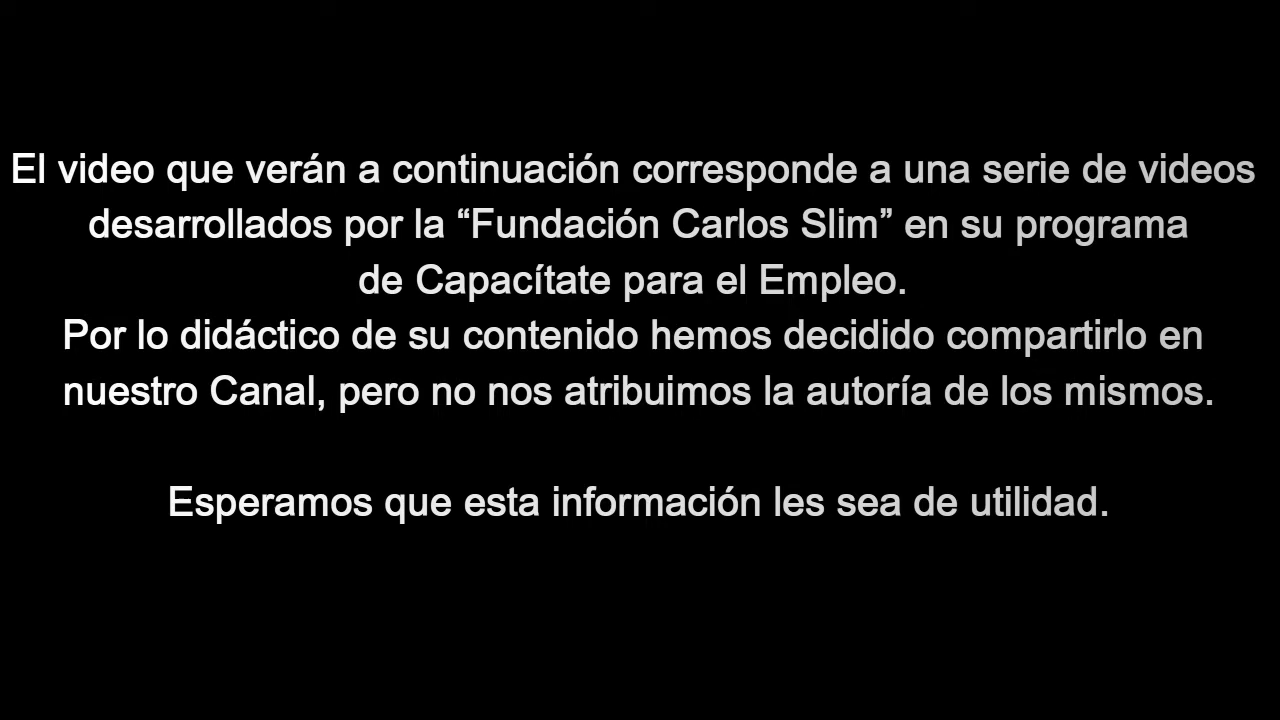 El video que verán a continuación corresponde a una serie de videos
desarrollados por la “Fundación Carlos Slim” en su programa
de Capacítate para el Empleo.
Por lo didáctico de su contenido hemos decidido compartirlo en
nuestro Canal, pero no nos atribuimos la autoría de los mismos.
Esperamos que esta información les sea de utilidad.